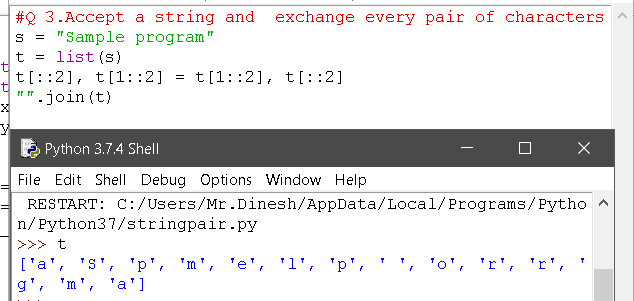 #Q 3.Accept a string and  exchange every pair of characters
s = "Sample program"
t = list(s)
t[::2], t[1::2] = t[1::2], t[::2]
"".join(t)
t
t
x
y
=
=
Python 3.7.4 Shell
File Edit Shell Debug Options Window Help
RESTART: C:/Users/Mr.Dinesh/AppData/Local/Programs/Pytho
n/Python37/stringpair.py
>>> t
['a', 'S', 'p', 'm', 'e', 'l', 'p', ' ', 'o', 'r', 'r', '
g', 'm', 'a']
>>>